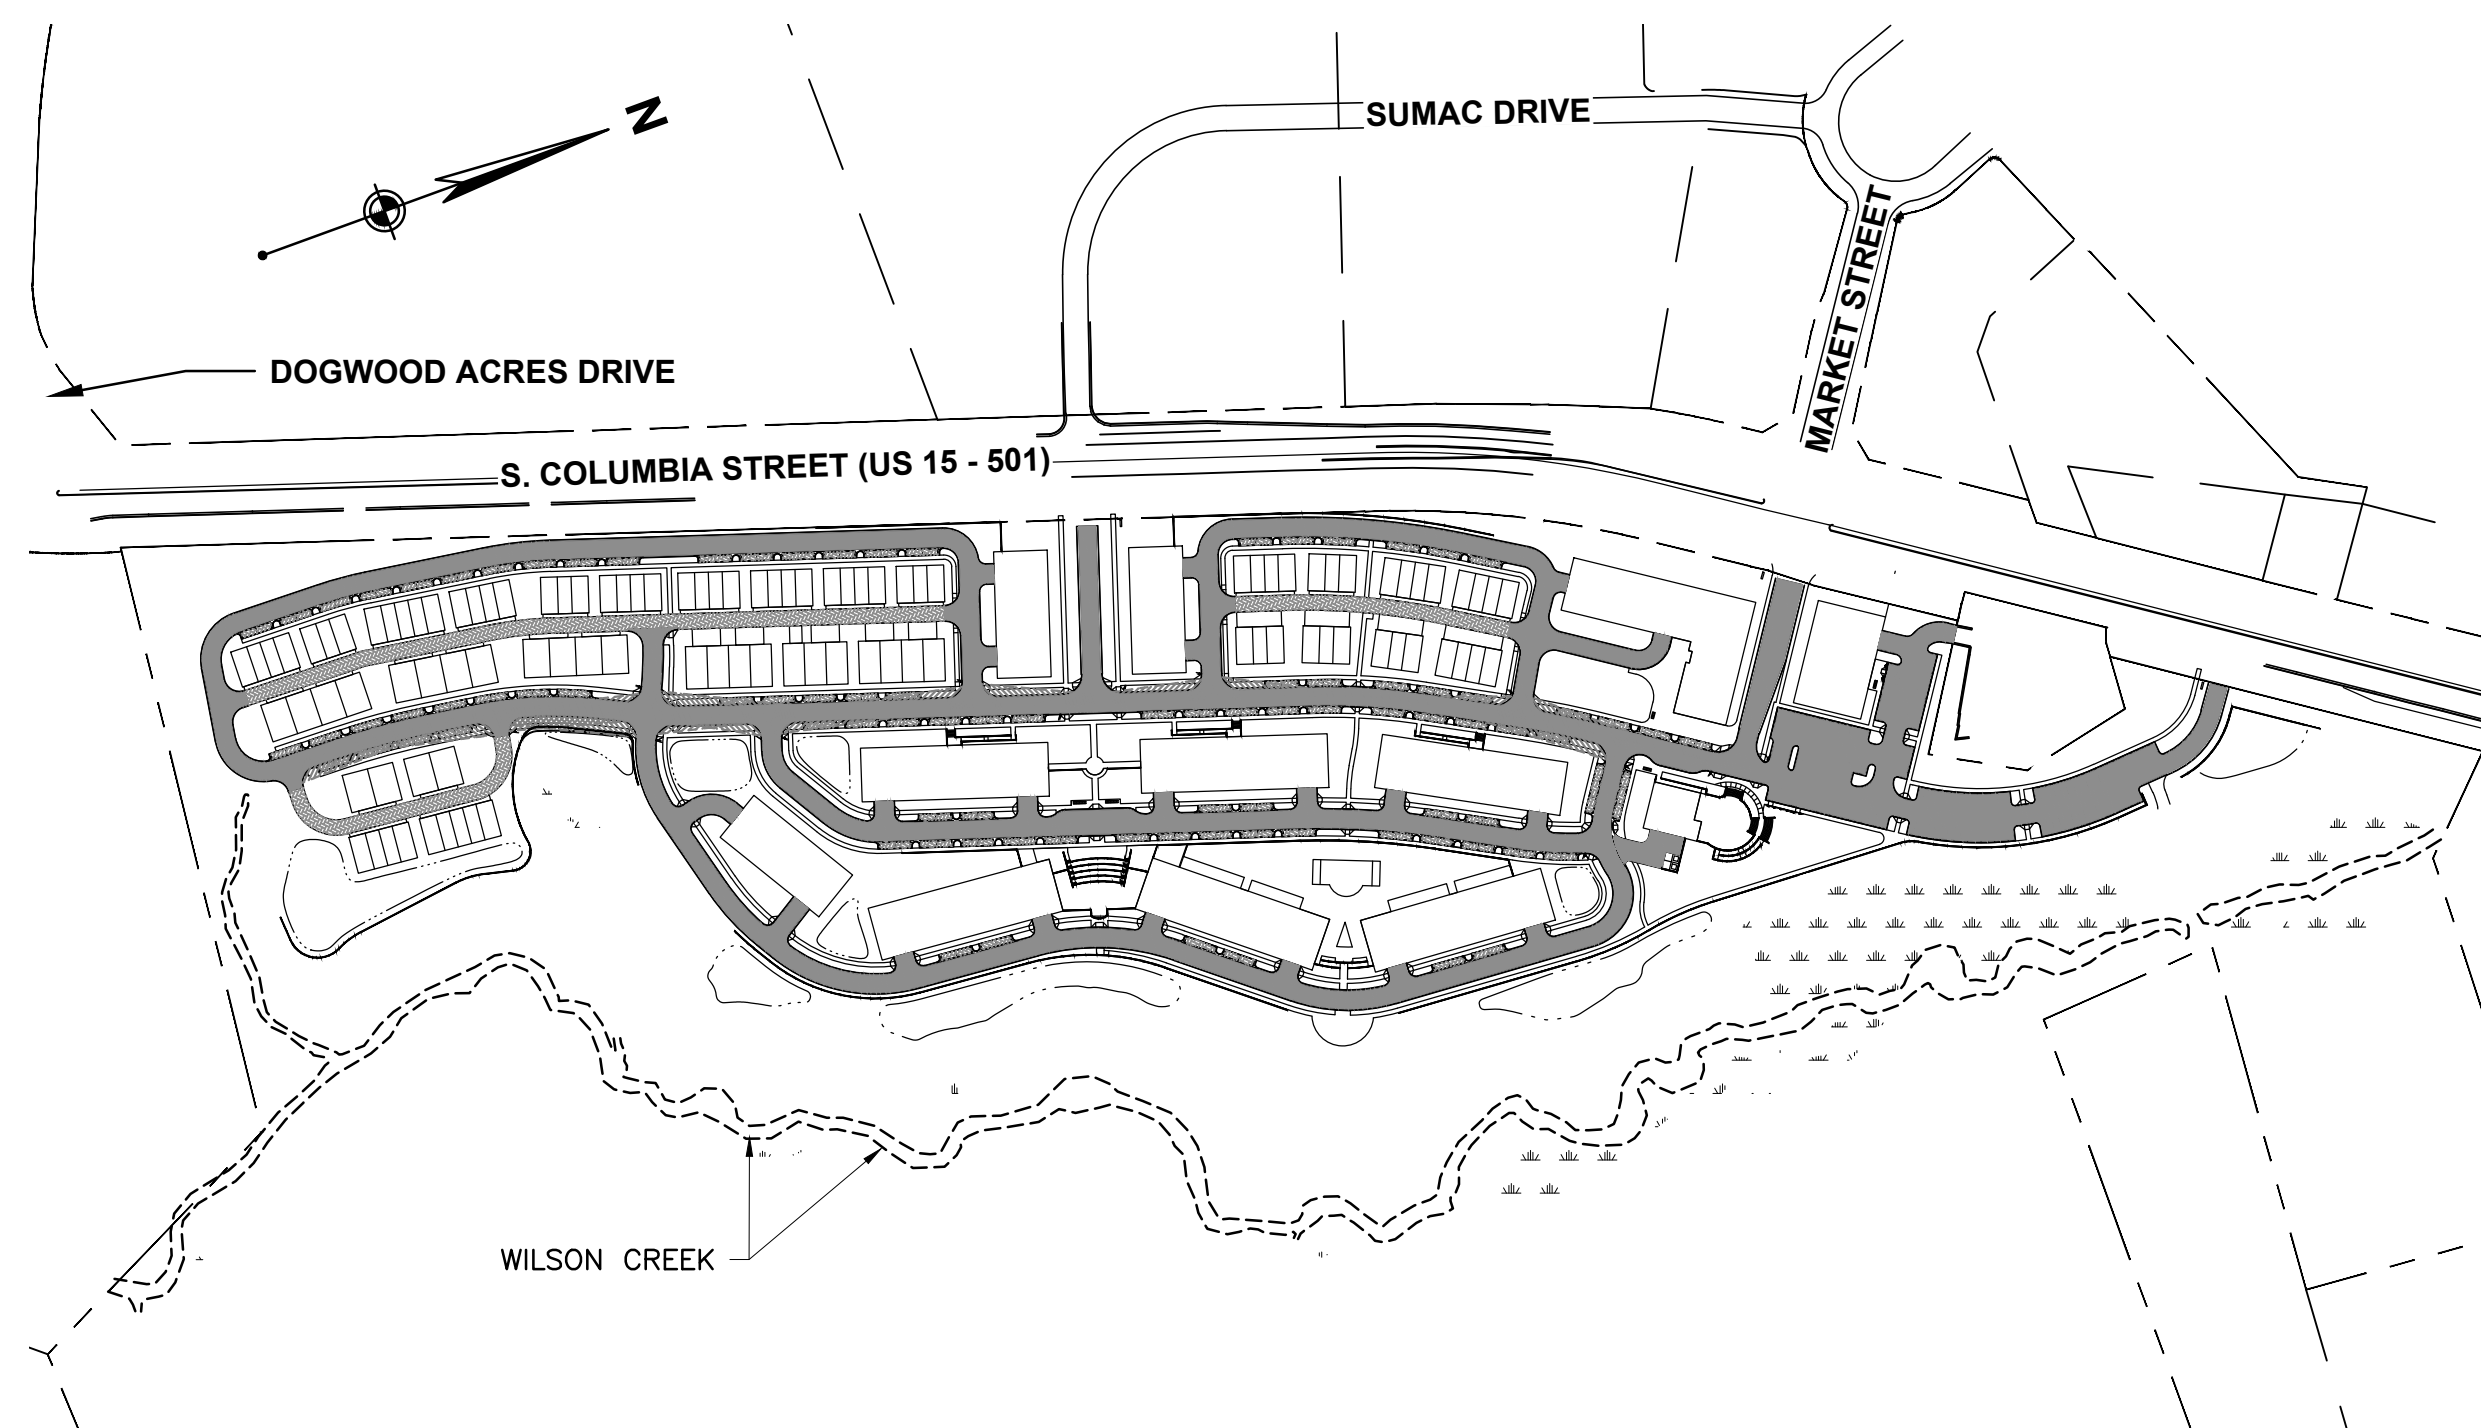 SUMAC DRIVE
N
MARKET STREET
DOGWOOD ACRES DRIVE
S. COLUMBIA STREET (US 15 - 501)
WILSON CREEK